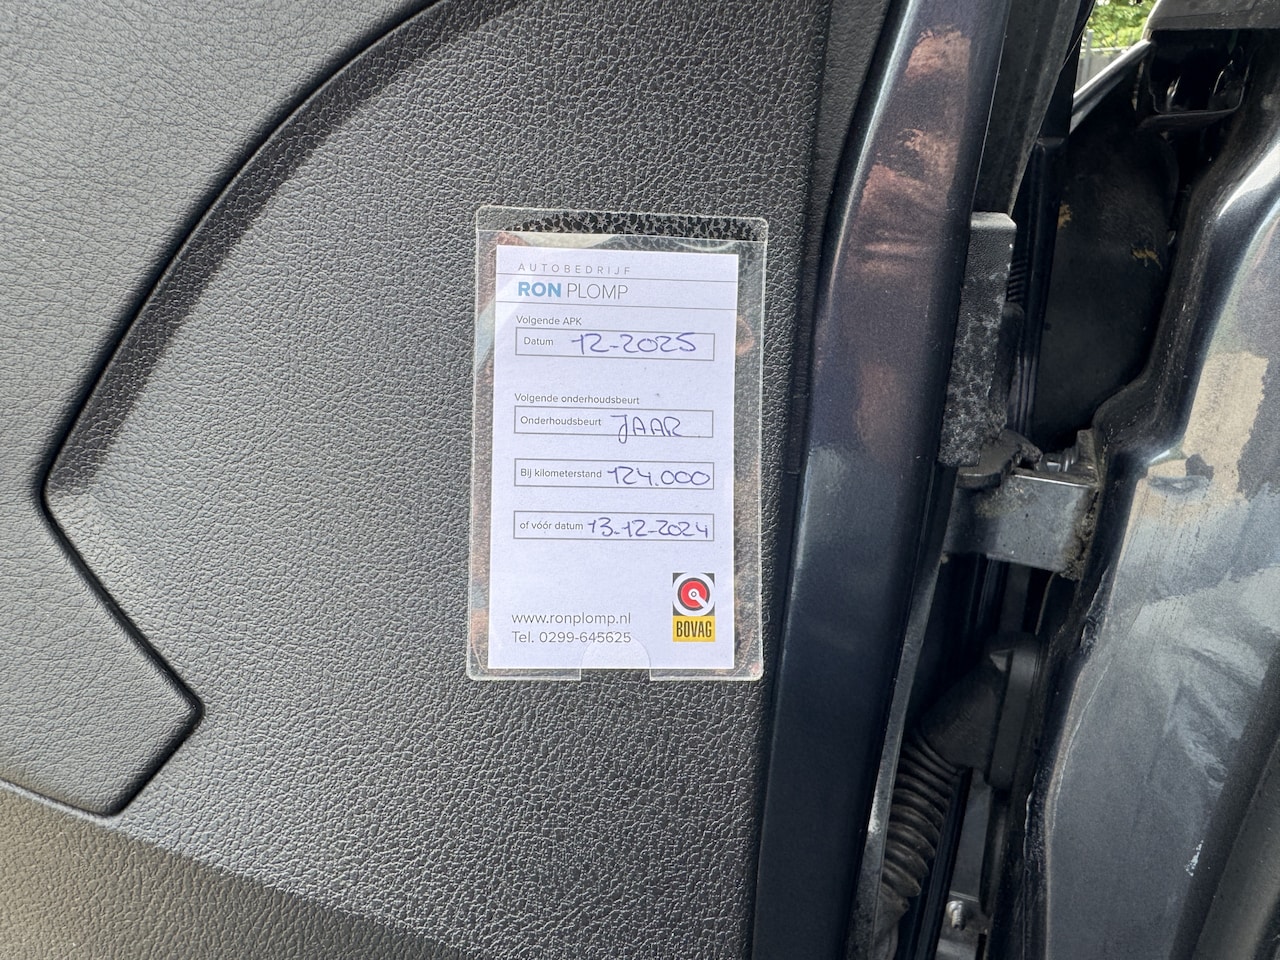 AUTOBEDRIJF
RON PLOMP
Volgende APK
Datum 12-2025
Volgende onderhoudsbeurt
Onderhoudsbeurt JAAR
Bij kilometerstand 124.000
of vóór datum 13-12-2024
BOVAG
www.ronplomp.nl
Tel. 0299-645625